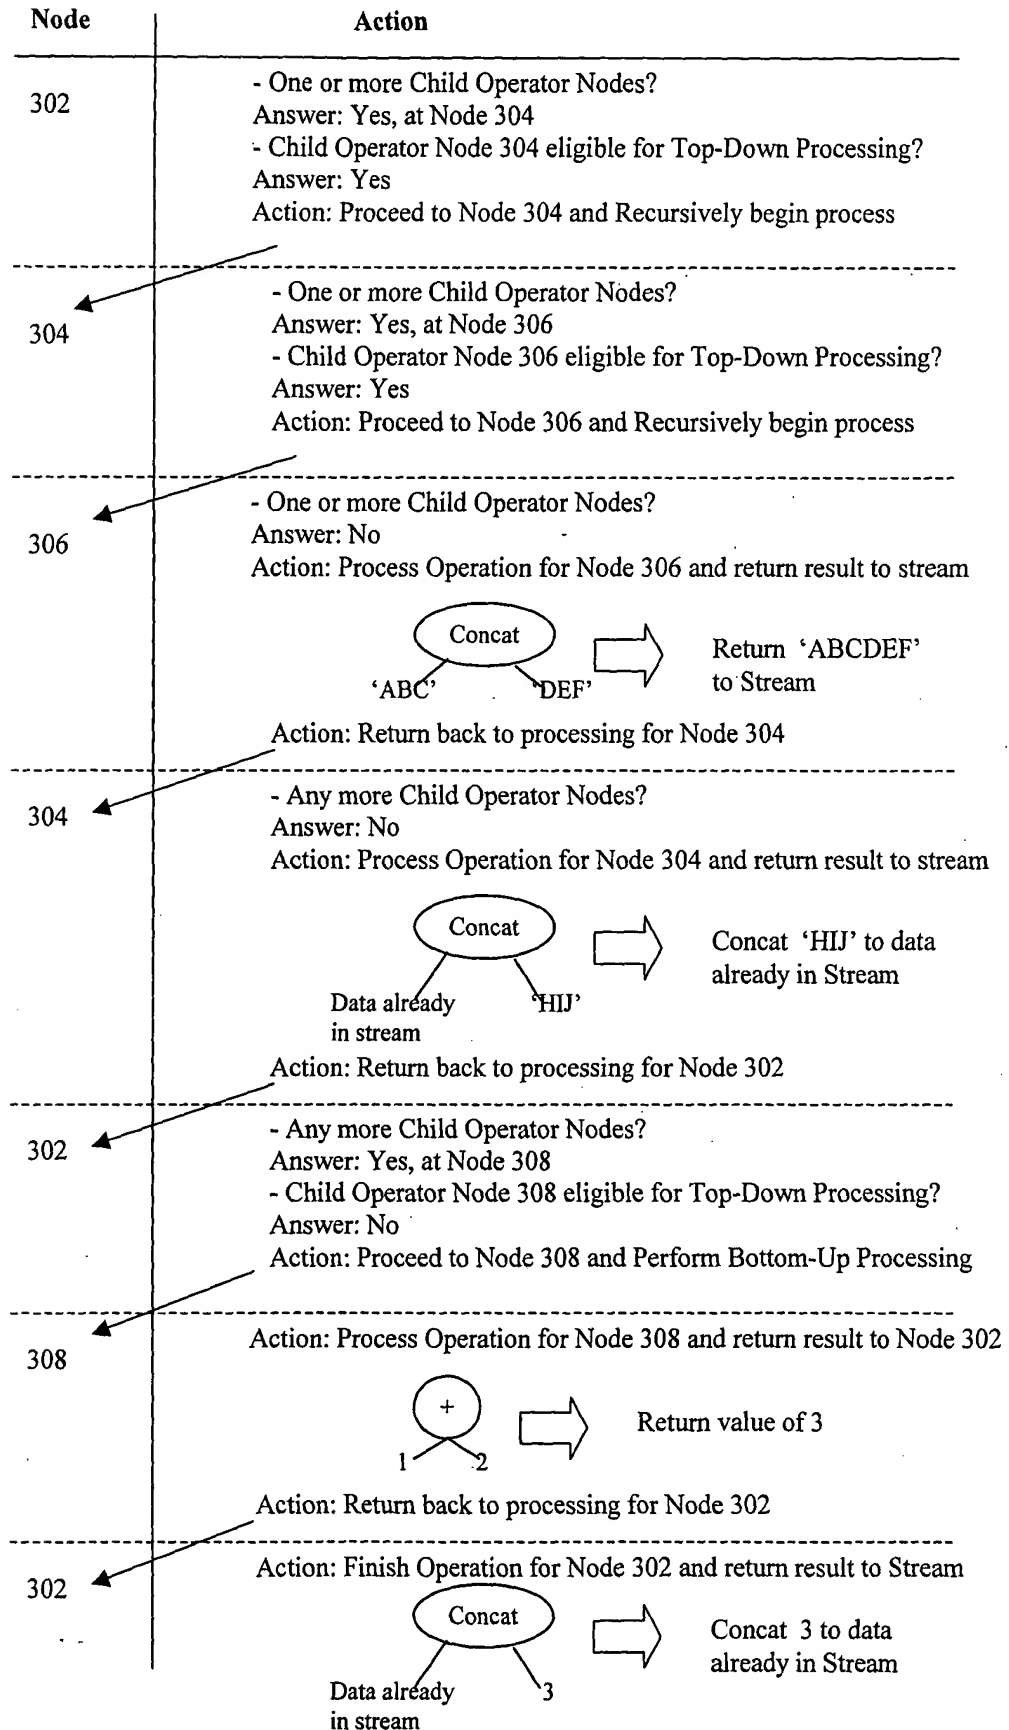 Node Action
302
- One or more Child Operator Nodes?
Answer: Yes, at Node 304
- Child Operator Node 304 eligible for Top-Down Processing?
Answer: Yes
Action: Proceed to Node 304 and Recursively begin process
304
- One or more Child Operator Nodes?
Answer: Yes, at Node 306
- Child Operator Node 306 eligible for Top-Down Processing?
Answer: Yes
Action: Proceed to Node 306 and Recursively begin process
306
- One or more Child Operator Nodes?
Answer: No
Action: Process Operation for Node 306 and return result to stream
Concat
‘ABC’ ‘DEF’
Return ‘ABCDEF’
to Stream
Action: Return back to processing for Node 304
304
- Any more Child Operator Nodes?
Answer: No
Action: Process Operation for Node 304 and return result to stream
Concat
Data already
in stream
‘HIJ’
Concat ‘HIJ’ to data
already in Stream
Action: Return back to processing for Node 302
302
- Any more Child Operator Nodes?
Answer: Yes, at Node 308
- Child Operator Node 308 eligible for Top-Down Processing?
Answer: No
Action: Proceed to Node 308 and Perform Bottom-Up Processing
308
Action: Process Operation for Node 308 and return result to Node 302
+
1 2
Return value of 3
Action: Return back to processing for Node 302
302
Action: Finish Operation for Node 302 and return result to Stream
Concat
Data already
in stream
3
Concat 3 to data
already in Stream